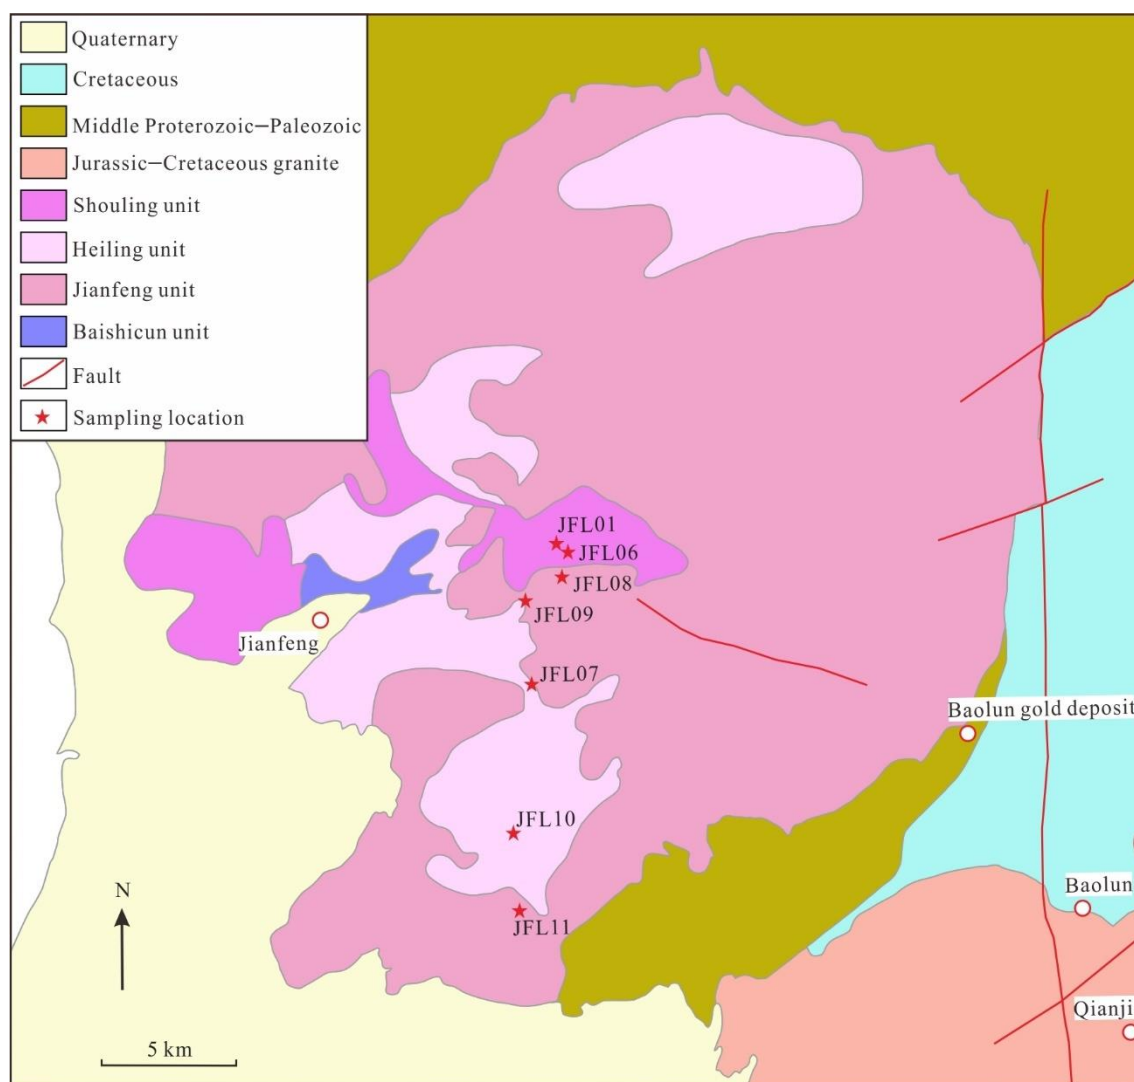 Quaternary
Cretaceous
Middle Proterozoic—Paleozoic
Jurassic—Cretaceous granite
Shouling unit
Heiling unit
Jianfeng unit
Baishicun unit
Fault
Sampling location
JFL01
JFL06
JFL08
JFL09
Jianfeng
JFL07
Baolun gold deposit
JFL10
N
Baolun
JFL11
Qianji
5 km